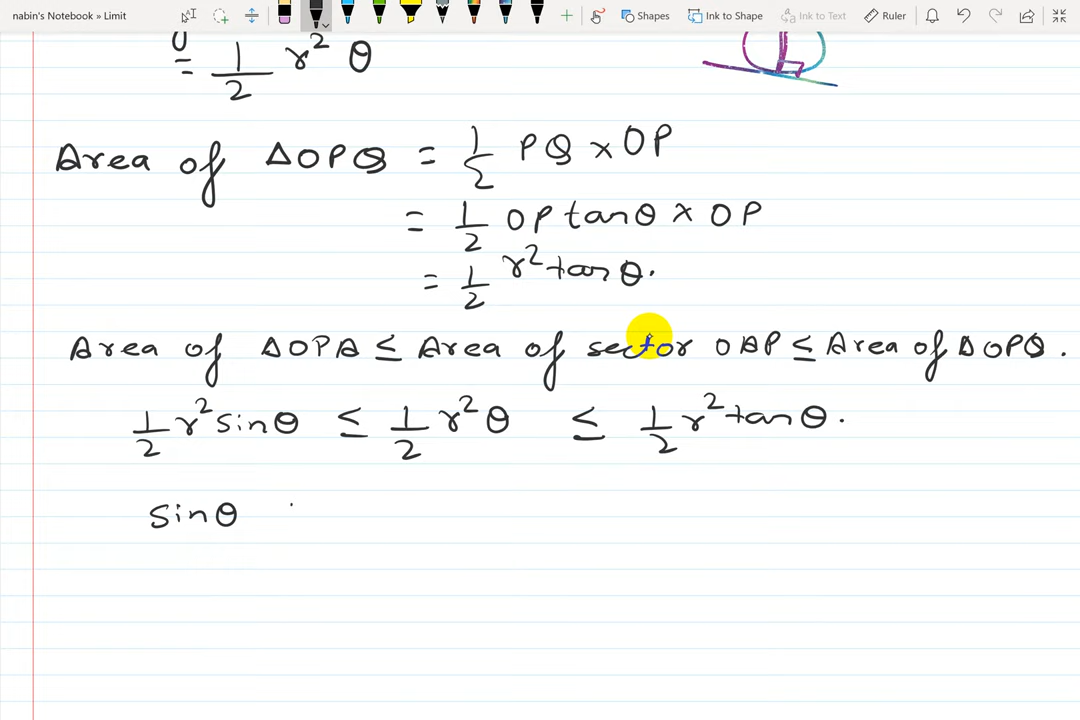 nabin's Notebook » Limit Shapes Ink to Shape Ink to Text Ruler
= 1/2 r² θ
Area of ΔOPQ = 1/2 PQ × OP
= 1/2 OP tanθ × OP
= 1/2 r² tanθ.
Area of ΔOPA ≤ Area of sector OAP ≤ Area of ΔOPQ.
1/2 r² sinθ ≤ 1/2 r² θ ≤ 1/2 r² tanθ.
sinθ